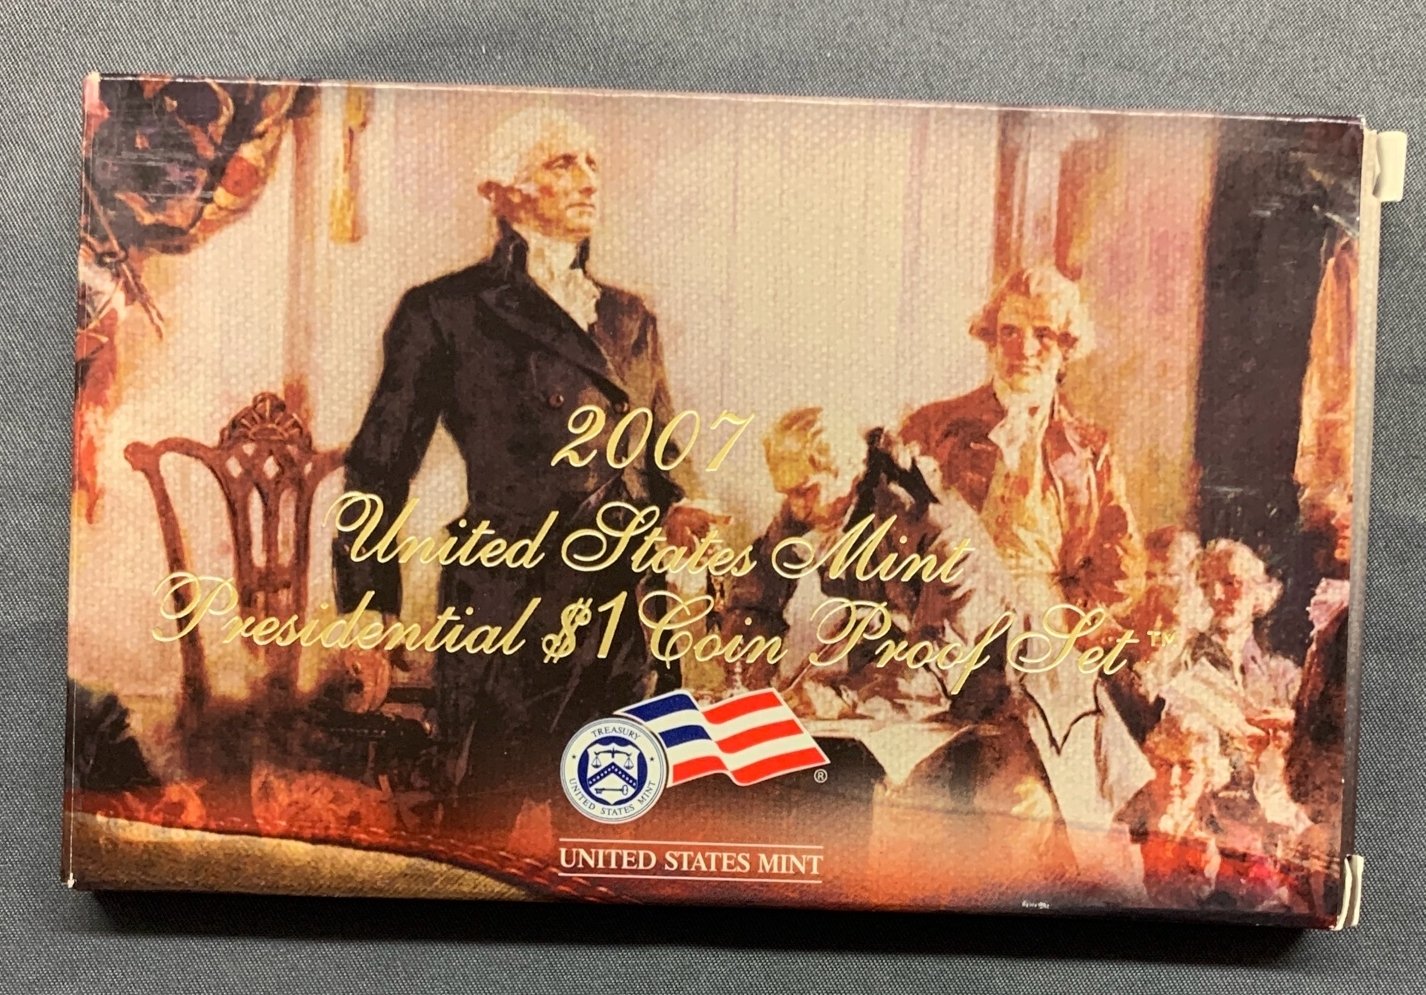 2007
United States Mint
Presidential $1 Coin Proof Set™
TREASURY
UNITED STATES MINT
®
UNITED STATES MINT